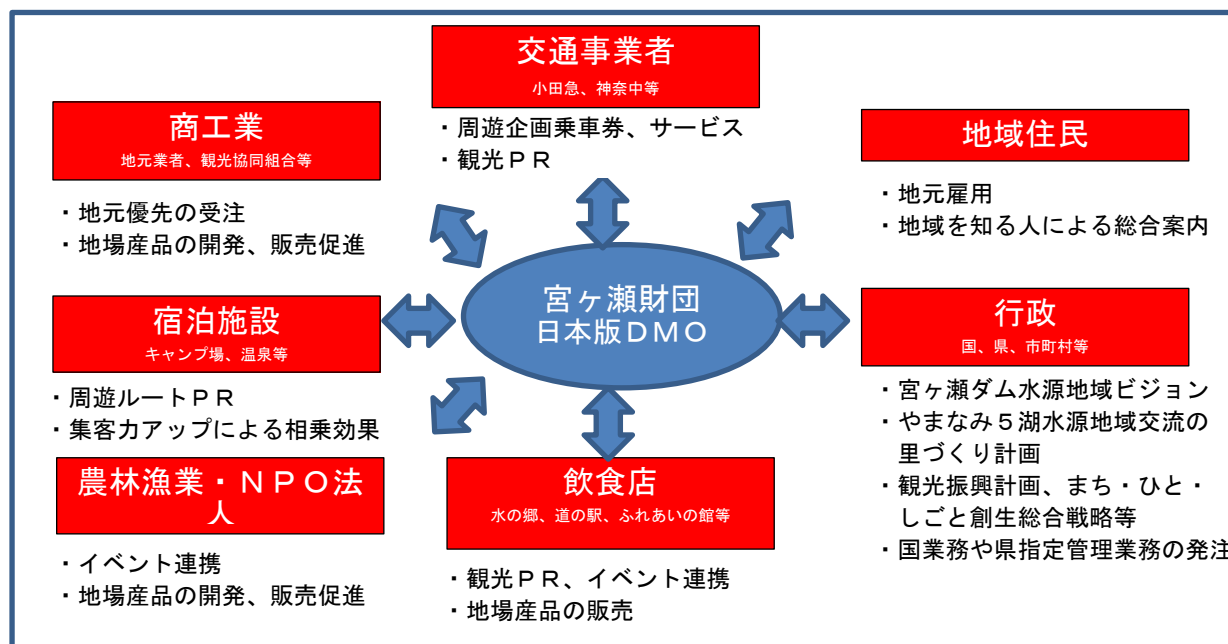 交通事業者
小田急、神奈中等
・周遊企画乗車券、サービス
・観光ＰＲ
商工業
地元業者、観光協同組合等
・地元優先の受注
・地場産品の開発、販売促進
地域住民
・地元雇用
・地域を知る人による総合案内
宮ヶ瀬財団
日本版ＤＭＯ
宿泊施設
キャンプ場、温泉等
・周遊ルートＰＲ
・集客力アップによる相乗効果
行政
国、県、市町村等
・宮ヶ瀬ダム水源地域ビジョン
・やまなみ５湖水源地域交流の
里づくり計画
・観光振興計画、まち・ひと・
しごと創生総合戦略等
・国業務や県指定管理業務の発注
農林漁業・ＮＰＯ法
人
・イベント連携
・地場産品の開発、販売促進
飲食店
水の郷、道の駅、ふれあいの館等
・観光ＰＲ、イベント連携
・地場産品の販売